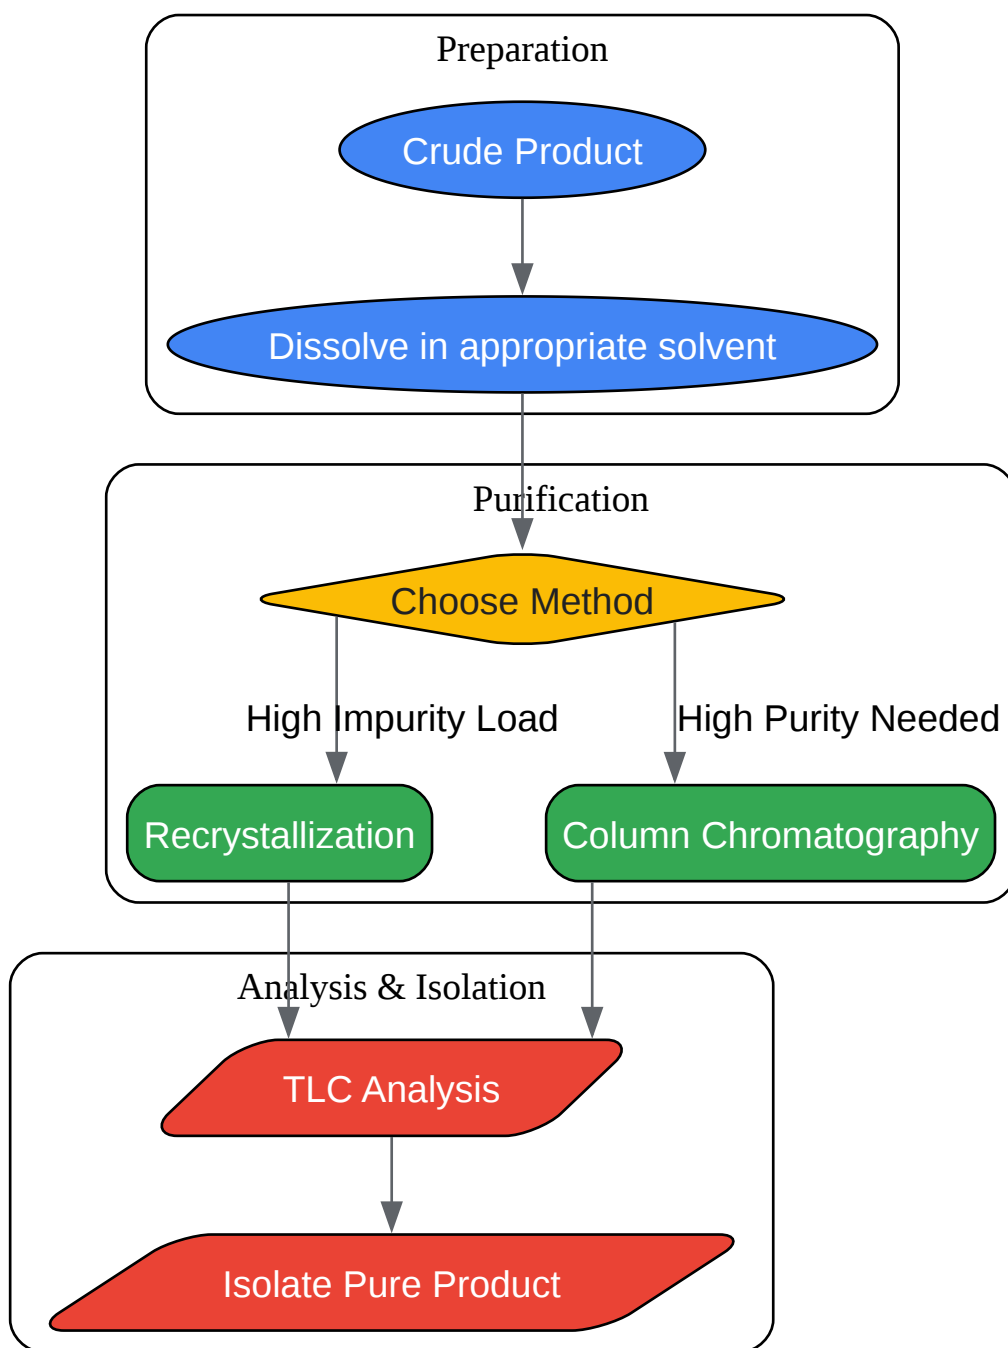 Preparation
Crude Product
Dissolve in appropriate solvent
Purification
Choose Method
High Impurity Load
High Purity Needed
Recrystallization
Column Chromatography
Analysis & Isolation
TLC Analysis
Isolate Pure Product